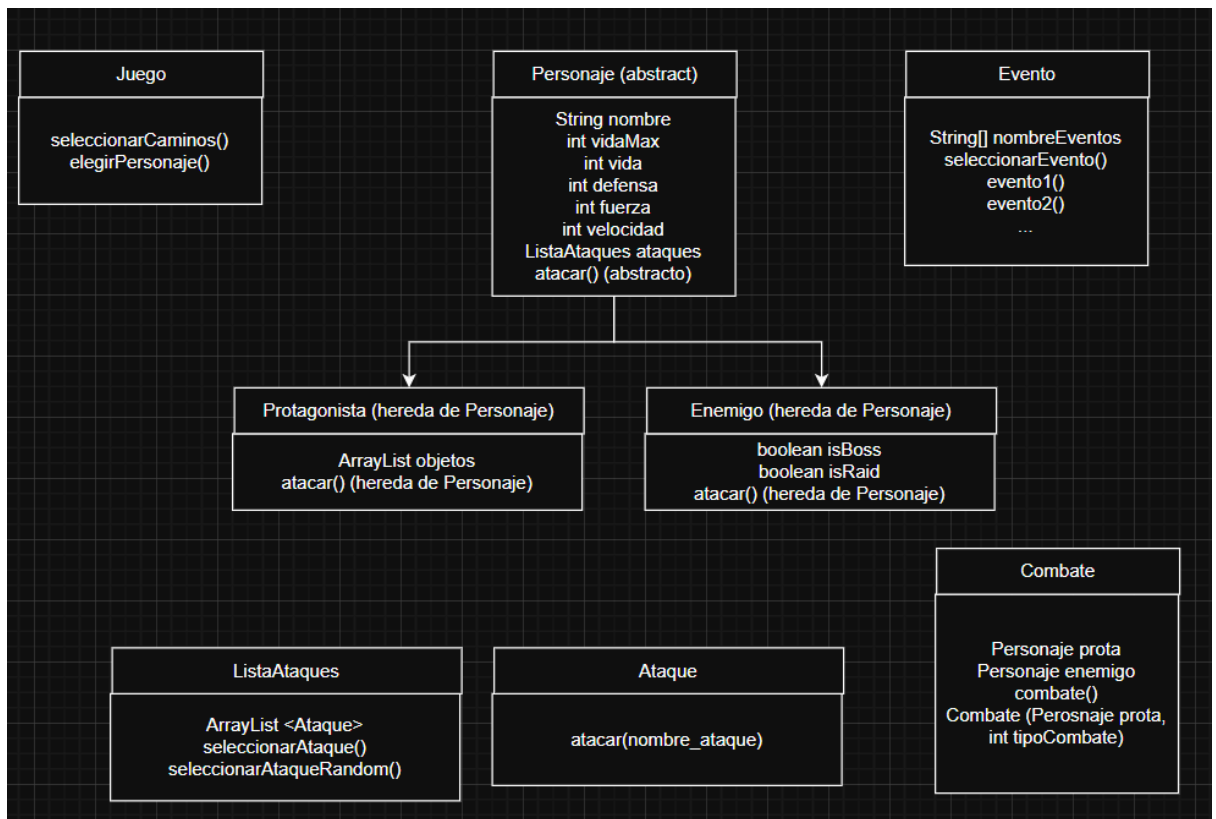 Juego
seleccionarCaminos()
elegirPersonaje()
Personaje (abstract)
String nombre
int vidaMax
int vida
int defensa
int fuerza
int velocidad
ListaAtaques ataques
atacar() (abstracto)
Evento
String[] nombreEventos
seleccionarEvento()
evento1()
evento2()
...
Protagonista (hereda de Personaje)
ArrayList objetos
atacar() (hereda de Personaje)
Enemigo (hereda de Personaje)
boolean isBoss
boolean isRaid
atacar() (hereda de Personaje)
ListaAtaques
ArrayList <Ataque>
seleccionarAtaque()
seleccionarAtaqueRandom()
Ataque
atacar(nombre_ataque)
Combate
Personaje prota
Personaje enemigo
combate()
Combate (Perosnaje prota,
int tipoCombate)